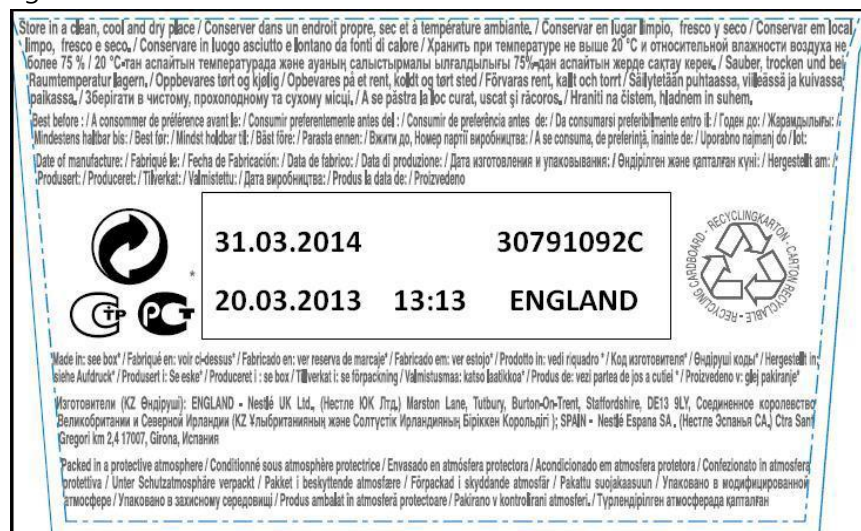 Store in a clean, cool and dry place / Conserver dans un endroit propre, sec et à température ambiante. / Conservar en lugar limpio, fresco y seco / Conservar em local
limpo, fresco e seco. / Conservare in luogo asciutto e lontano da fonti di calore / Хранить при температуре не выше 20 °C и относительной влажности воздуха не
более 75 % / 20 °C-тан аспайтын температурада және ауаның салыстырмалы ылғалдылығы 75%-дан аспайтын жерде сақтау керек. / Sauber, trocken und bei
Raumtemperatur lagern. / Oppbevares tørt og kjølig / Opbevares på et rent, koldt og tørt sted / Förvaras rent, kallt och torrt / Säilytetään puhtaassa, viileässä ja kuivassa
paikassa. / Зберігати в чистому, прохолодному та сухому місці. / A se păstra la loc curat, uscat şi răcoros. / Hraniti na čistem, hladnem in suhem.
Best before : / A consommer de préférence avant le: / Consumir preferentemente antes del : / Consumir de preferência antes de: / Da consumarsi preferibilmente entro il: / Годен до: / Жарамдылығы:
Mindestens haltbar bis: / Best før: / Mindst holdbar til: / Bäst före: / Parasta ennen: / Вжити до, Номер партії виробництва: / A se consuma, de preferinţă, înainte de: / Uporabno najmanj do / lot:
Date of manufacture: / Fabriqué le: / Fecha de Fabricación: / Data de fabrico: / Data di produzione: / Дата изготовления и упаковывания: / Өндірілген және қапталған күні: / Hergestellt am: /
Produsert: / Produceret: / Tillverkat: / Valmistettu: / Дата виробництва: / Produs la data de: / Proizvedeno
31.03.2014 30791092C
20.03.2013 13:13 ENGLAND
*
RECYCLINGKARTON - CARTON RECYCLABLE - RECYCLING CARDBOARD -
Made in: see box* / Fabriqué en: voir ci-dessus* / Fabricado en: ver reserva de marcaje* / Fabricado em: ver estojo* / Prodotto in: vedi riquadro * / Код изготовителя* / Өндіруші коды* / Hergestellt in:
siehe Aufdruck* / Produsert i: Se eske* / Produceret i : se box / Tillverkat i: se förpackning / Valmistusmaa: katso laatikkoa* / Produs de: vezi partea de jos a cutiei * / Proizvedeno v: glej pakiranje*
Изготовители (KZ Өндіруші): ENGLAND - Nestlé UK Ltd., (Нестле ЮК Лтд.) Marston Lane, Tutbury, Burton-On-Trent, Staffordshire, DE13 9LY, Соединенное королевство
Великобритании и Северной Ирландии (KZ Ұлыбританияның және Солтүстік Ирландияның Біріккен Корольдігі ); SPAIN - Nestlé Espana SA, (Нестле Эспанья СА,) Ctra Sant
Gregori km 2,4 17007, Girona, Испания
Packed in a protective atmosphere / Conditionné sous atmosphère protectrice / Envasado en atmósfera protectora / Acondicionado em atmosfera protetora / Confezionato in atmosfera
protettiva / Unter Schutzatmosphäre verpackt / Pakket i beskyttende atmosfære / Förpackad i skyddande atmosfär / Pakattu suojakaasuun / Упаковано в модифицированной
атмосфере / Упаковано в захисному середовищі / Produs ambalat în atmosferă protectoare / Pakirano v kontrolirani atmosferi. / Түрлендірілген атмосферада қапталған